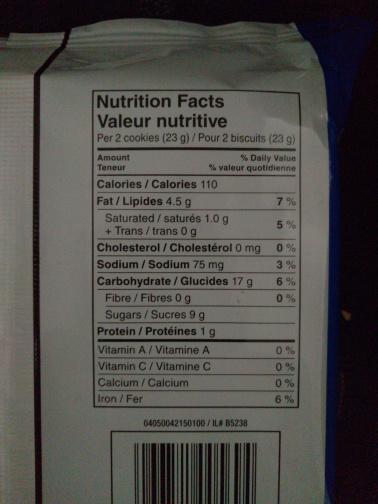 Nutrition Facts
Valeur nutritive
Per 2 cookies (23 g) / Pour 2 biscuits (23 g)
Amount % Daily Value
Teneur % valeur quotidienne
Calories / Calories 110
Fat / Lipides 4.5 g 7 %
Saturated / saturés 1.0 g
+ Trans / trans 0 g 5 %
Cholesterol / Cholestérol 0 mg 0 %
Sodium / Sodium 75 mg 3 %
Carbohydrate / Glucides 17 g 6 %
Fibre / Fibres 0 g 0 %
Sugars / Sucres 9 g
Protein / Protéines 1 g
Vitamin A / Vitamine A 0 %
Vitamin C / Vitamine C 0 %
Calcium / Calcium 0 %
Iron / Fer 6 %
04050042150100 / IL# B5238